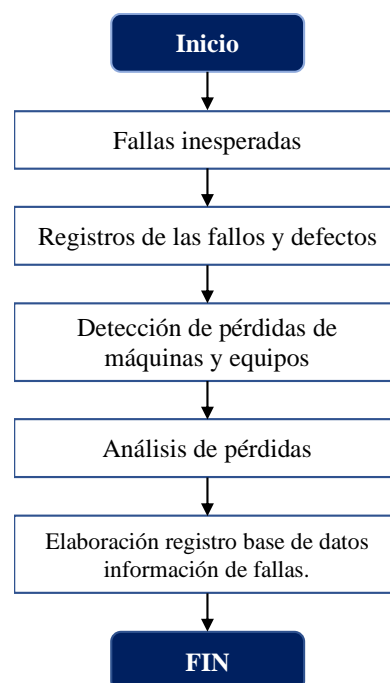 Inicio
Fallas inesperadas
Registros de las fallos y defectos
Detección de pérdidas de
máquinas y equipos
Análisis de pérdidas
Elaboración registro base de datos
información de fallas.
FIN